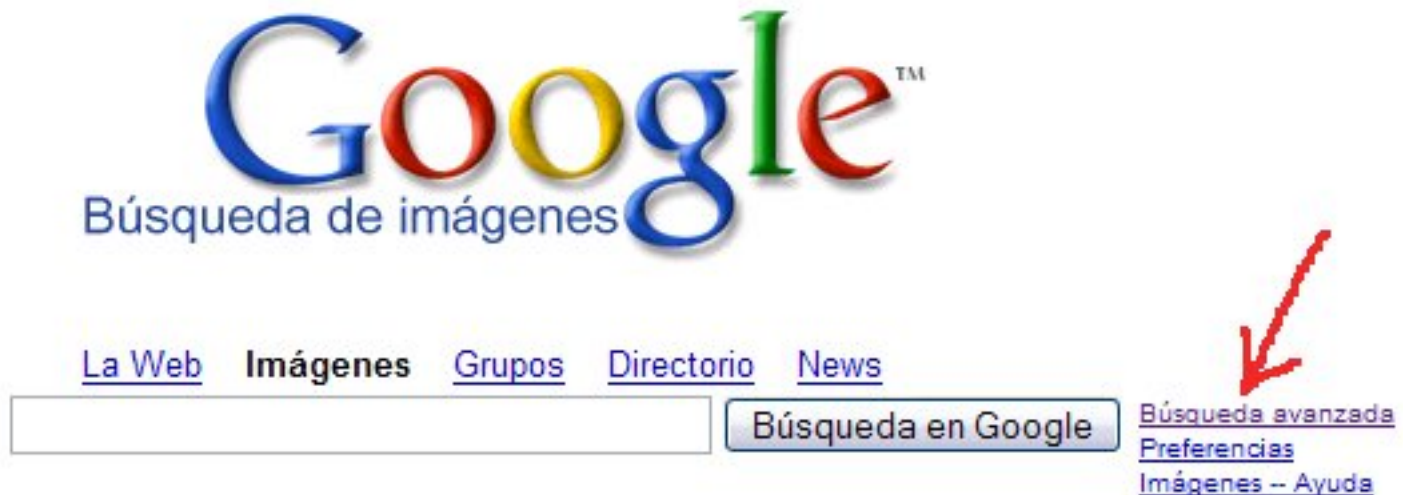 Google™
Búsqueda de imágenes
La Web Imágenes Grupos Directorio News
Búsqueda en Google
Búsqueda avanzada
Preferencias
Imágenes -- Ayuda